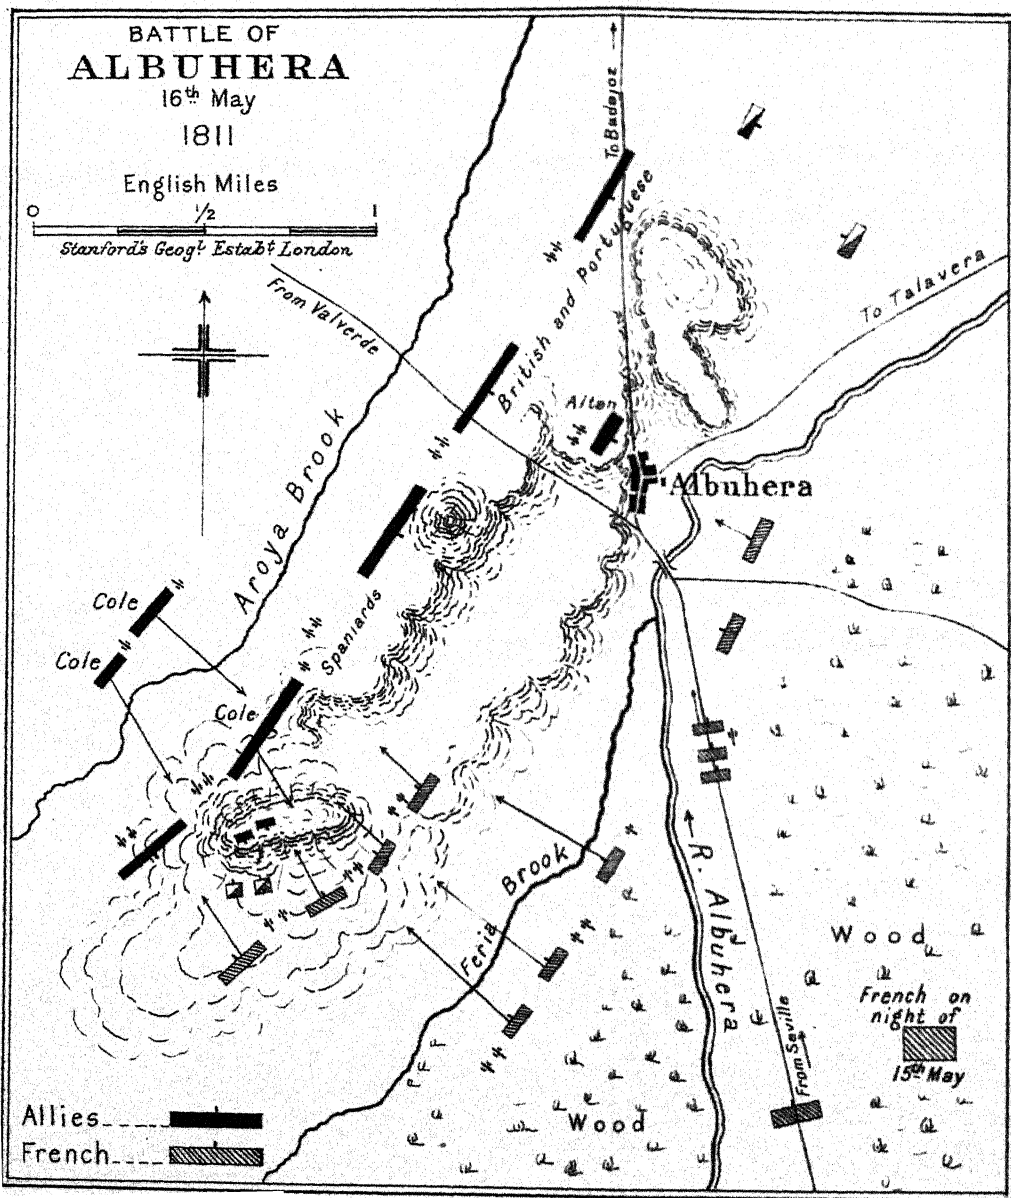 BATTLE OF
ALBUHERA
16th May
1811
English Miles
0 1/2 1
Stanford's Geogl. Estabt. London
To Badajoz
British and Portuguese
To Talavera
From Valverde
Alten
Albuhera
Aroya Brook
Cole
Cole
Spaniards
Cole
Feria Brook
R. Albuhera
Wood
French on
night of
15th May
From Seville
Wood
Allies
French